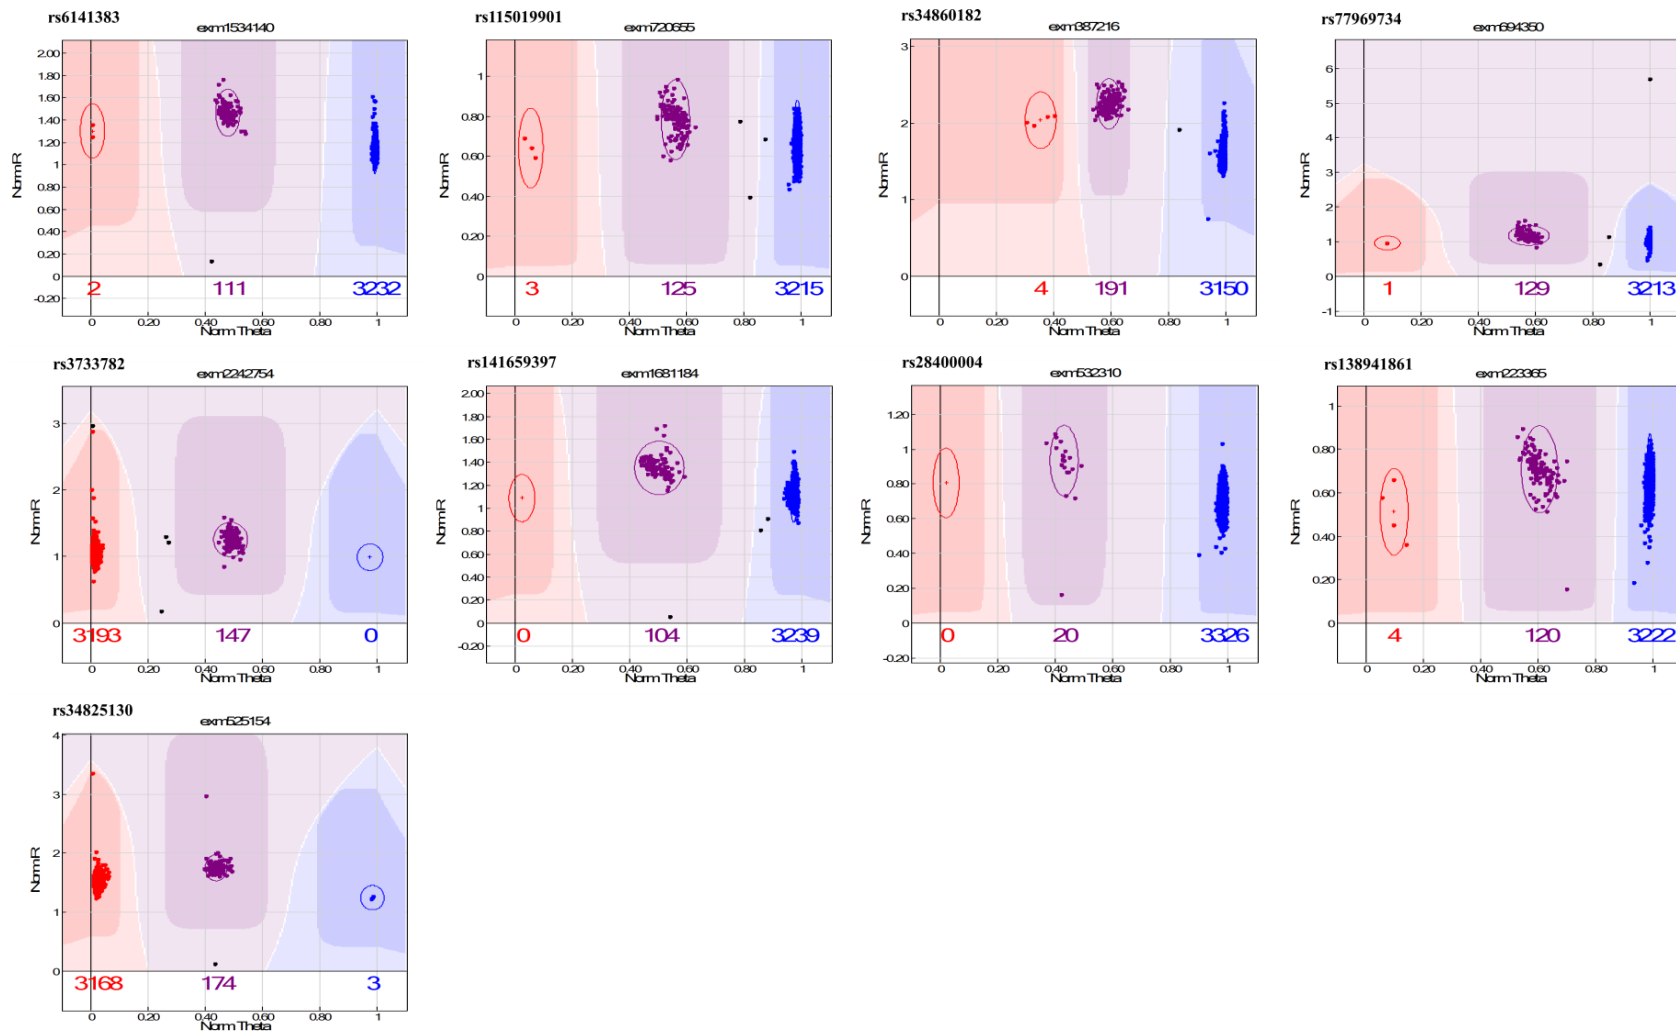 rs6141383
exm1534140
NormR
2.00
1.80
1.60
1.40
1.20
1
0.80
0.60
0.40
0.20
0
-0.20
2 111 3232
0 0.20 0.40 0.60 0.80 1
Norm Theta
rs115019901
exm720655
NormR
1
0.80
0.60
0.40
0.20
0
3 125 3215
0 0.20 0.40 0.60 0.80 1
Norm Theta
rs34860182
exm387216
NormR
3
2
1
0
4 191 3150
0 0.20 0.40 0.60 0.80 1
Norm Theta
rs77969734
exm694350
NormR
6
5
4
3
2
1
0
-1
1 129 3213
0 0.20 0.40 0.60 0.80 1
Norm Theta
rs3733782
exm2242754
NormR
3
2
1
0
3193 147 0
0 0.20 0.40 0.60 0.80 1
Norm Theta
rs141659397
exm1681184
NormR
2.00
1.80
1.60
1.40
1.20
1
0.80
0.60
0.40
0.20
0
-0.20
0 104 3239
0 0.20 0.40 0.60 0.80 1
Norm Theta
rs28400004
exm532310
NormR
1.20
1
0.80
0.60
0.40
0.20
0
-0.20
0 20 3326
0 0.20 0.40 0.60 0.80 1
Norm Theta
rs138941861
exm223365
NormR
1
0.80
0.60
0.40
0.20
0
4 120 3222
0 0.20 0.40 0.60 0.80 1
Norm Theta
rs34825130
exm525154
NormR
4
3
2
1
0
3168 174 3
0 0.20 0.40 0.60 0.80 1
Norm Theta